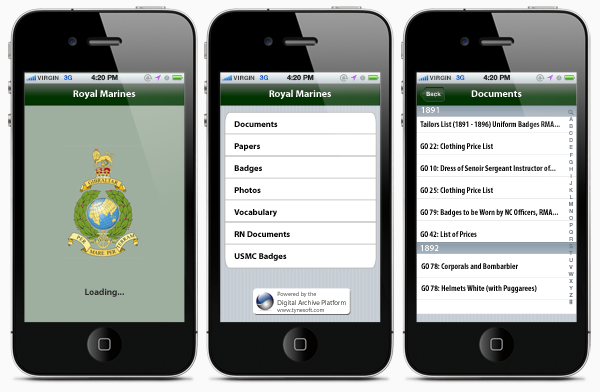 VIRGIN 3G 4:20 PM
Royal Marines
GIBRALTAR
PER MARE PER TERRAM
Loading...
VIRGIN 3G 4:20 PM
Royal Marines
Documents
Papers
Badges
Photos
Vocabulary
RN Documents
USMC Badges
Powered by the
Digital Archive Platform
www.tynesoft.com
VIRGIN 3G 4:20 PM
Back Documents
1891
Tailors List (1891 - 1896) Uniform Badges RMA...
GO 22: Clothing Price List
GO 10: Dress of Senoir Sergeant Instructor of...
GO 25: Clothing Price List
GO 79: Badges to be Worn by NC Officers, RMA...
GO 42: List of Prices
1892
GO 78: Corporals and Bombarbier
GO 78: Helmets White (with Puggarees)
A
B
C
D
E
F
G
H
I
J
K
L
M
N
O
P
Q
R
S
T
U
V
W
X
Y
Z
#